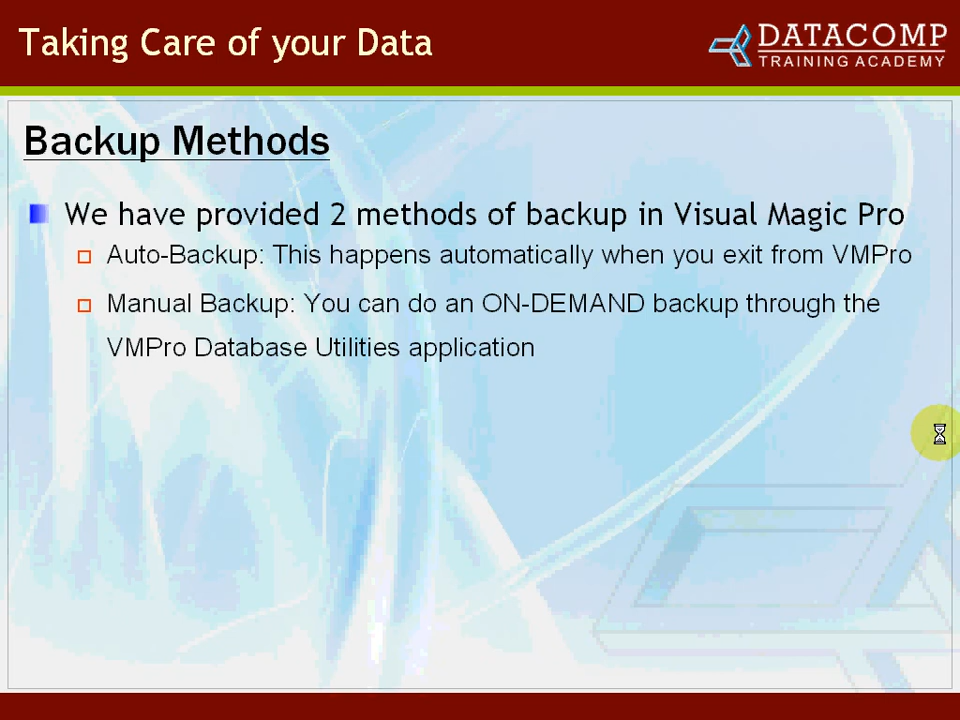 Taking Care of your Data
DATACOMP
TRAINING ACADEMY
Backup Methods
We have provided 2 methods of backup in Visual Magic Pro
Auto-Backup: This happens automatically when you exit from VMPro
Manual Backup: You can do an ON-DEMAND backup through the
VMPro Database Utilities application